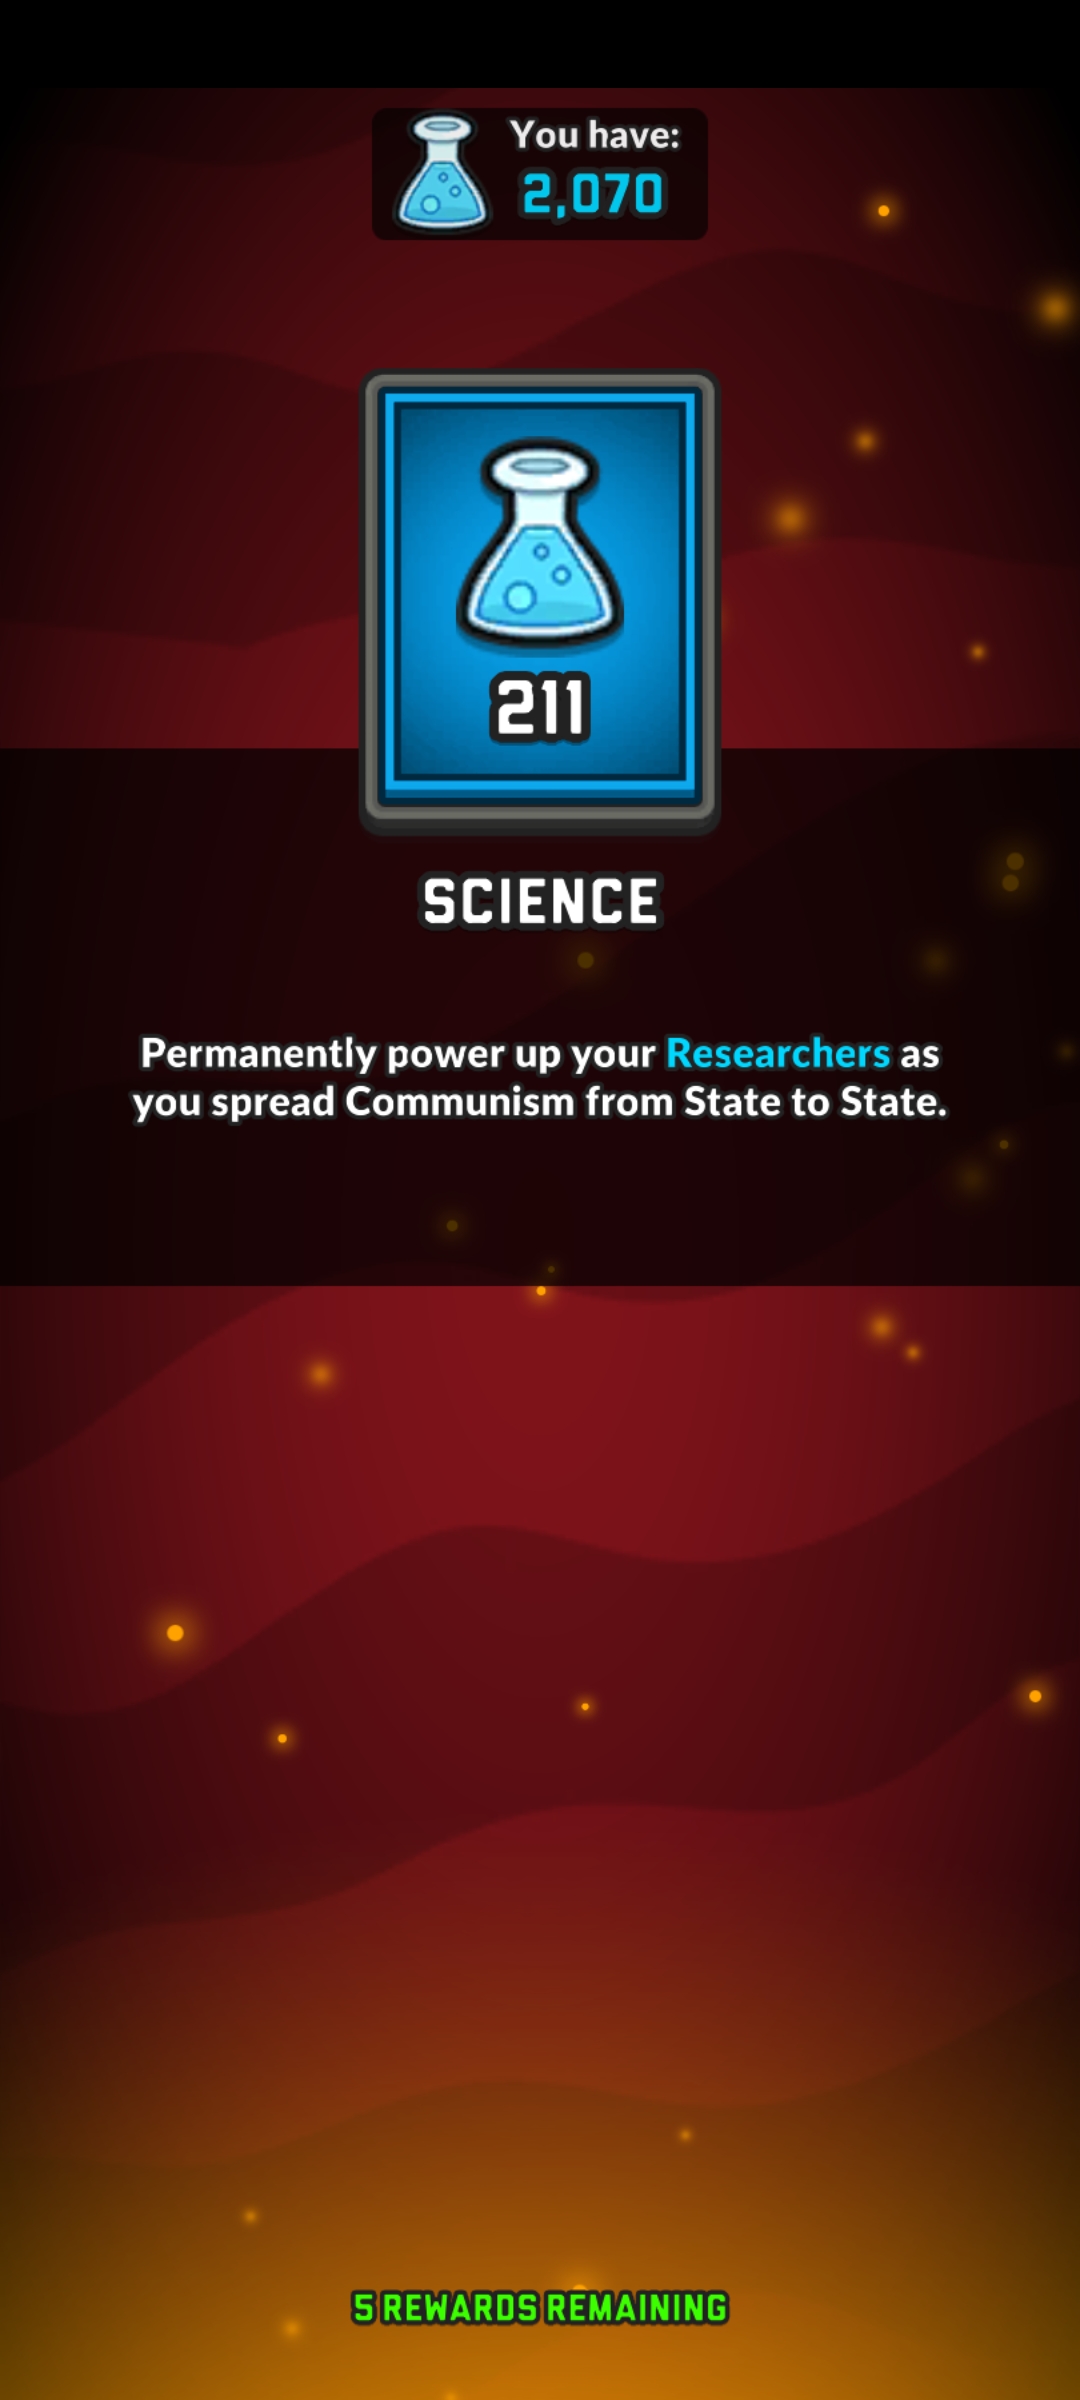 You have:
2,070
211
SCIENCE
Permanently power up your Researchers as
you spread Communism from State to State.
5 REWARDS REMAINING